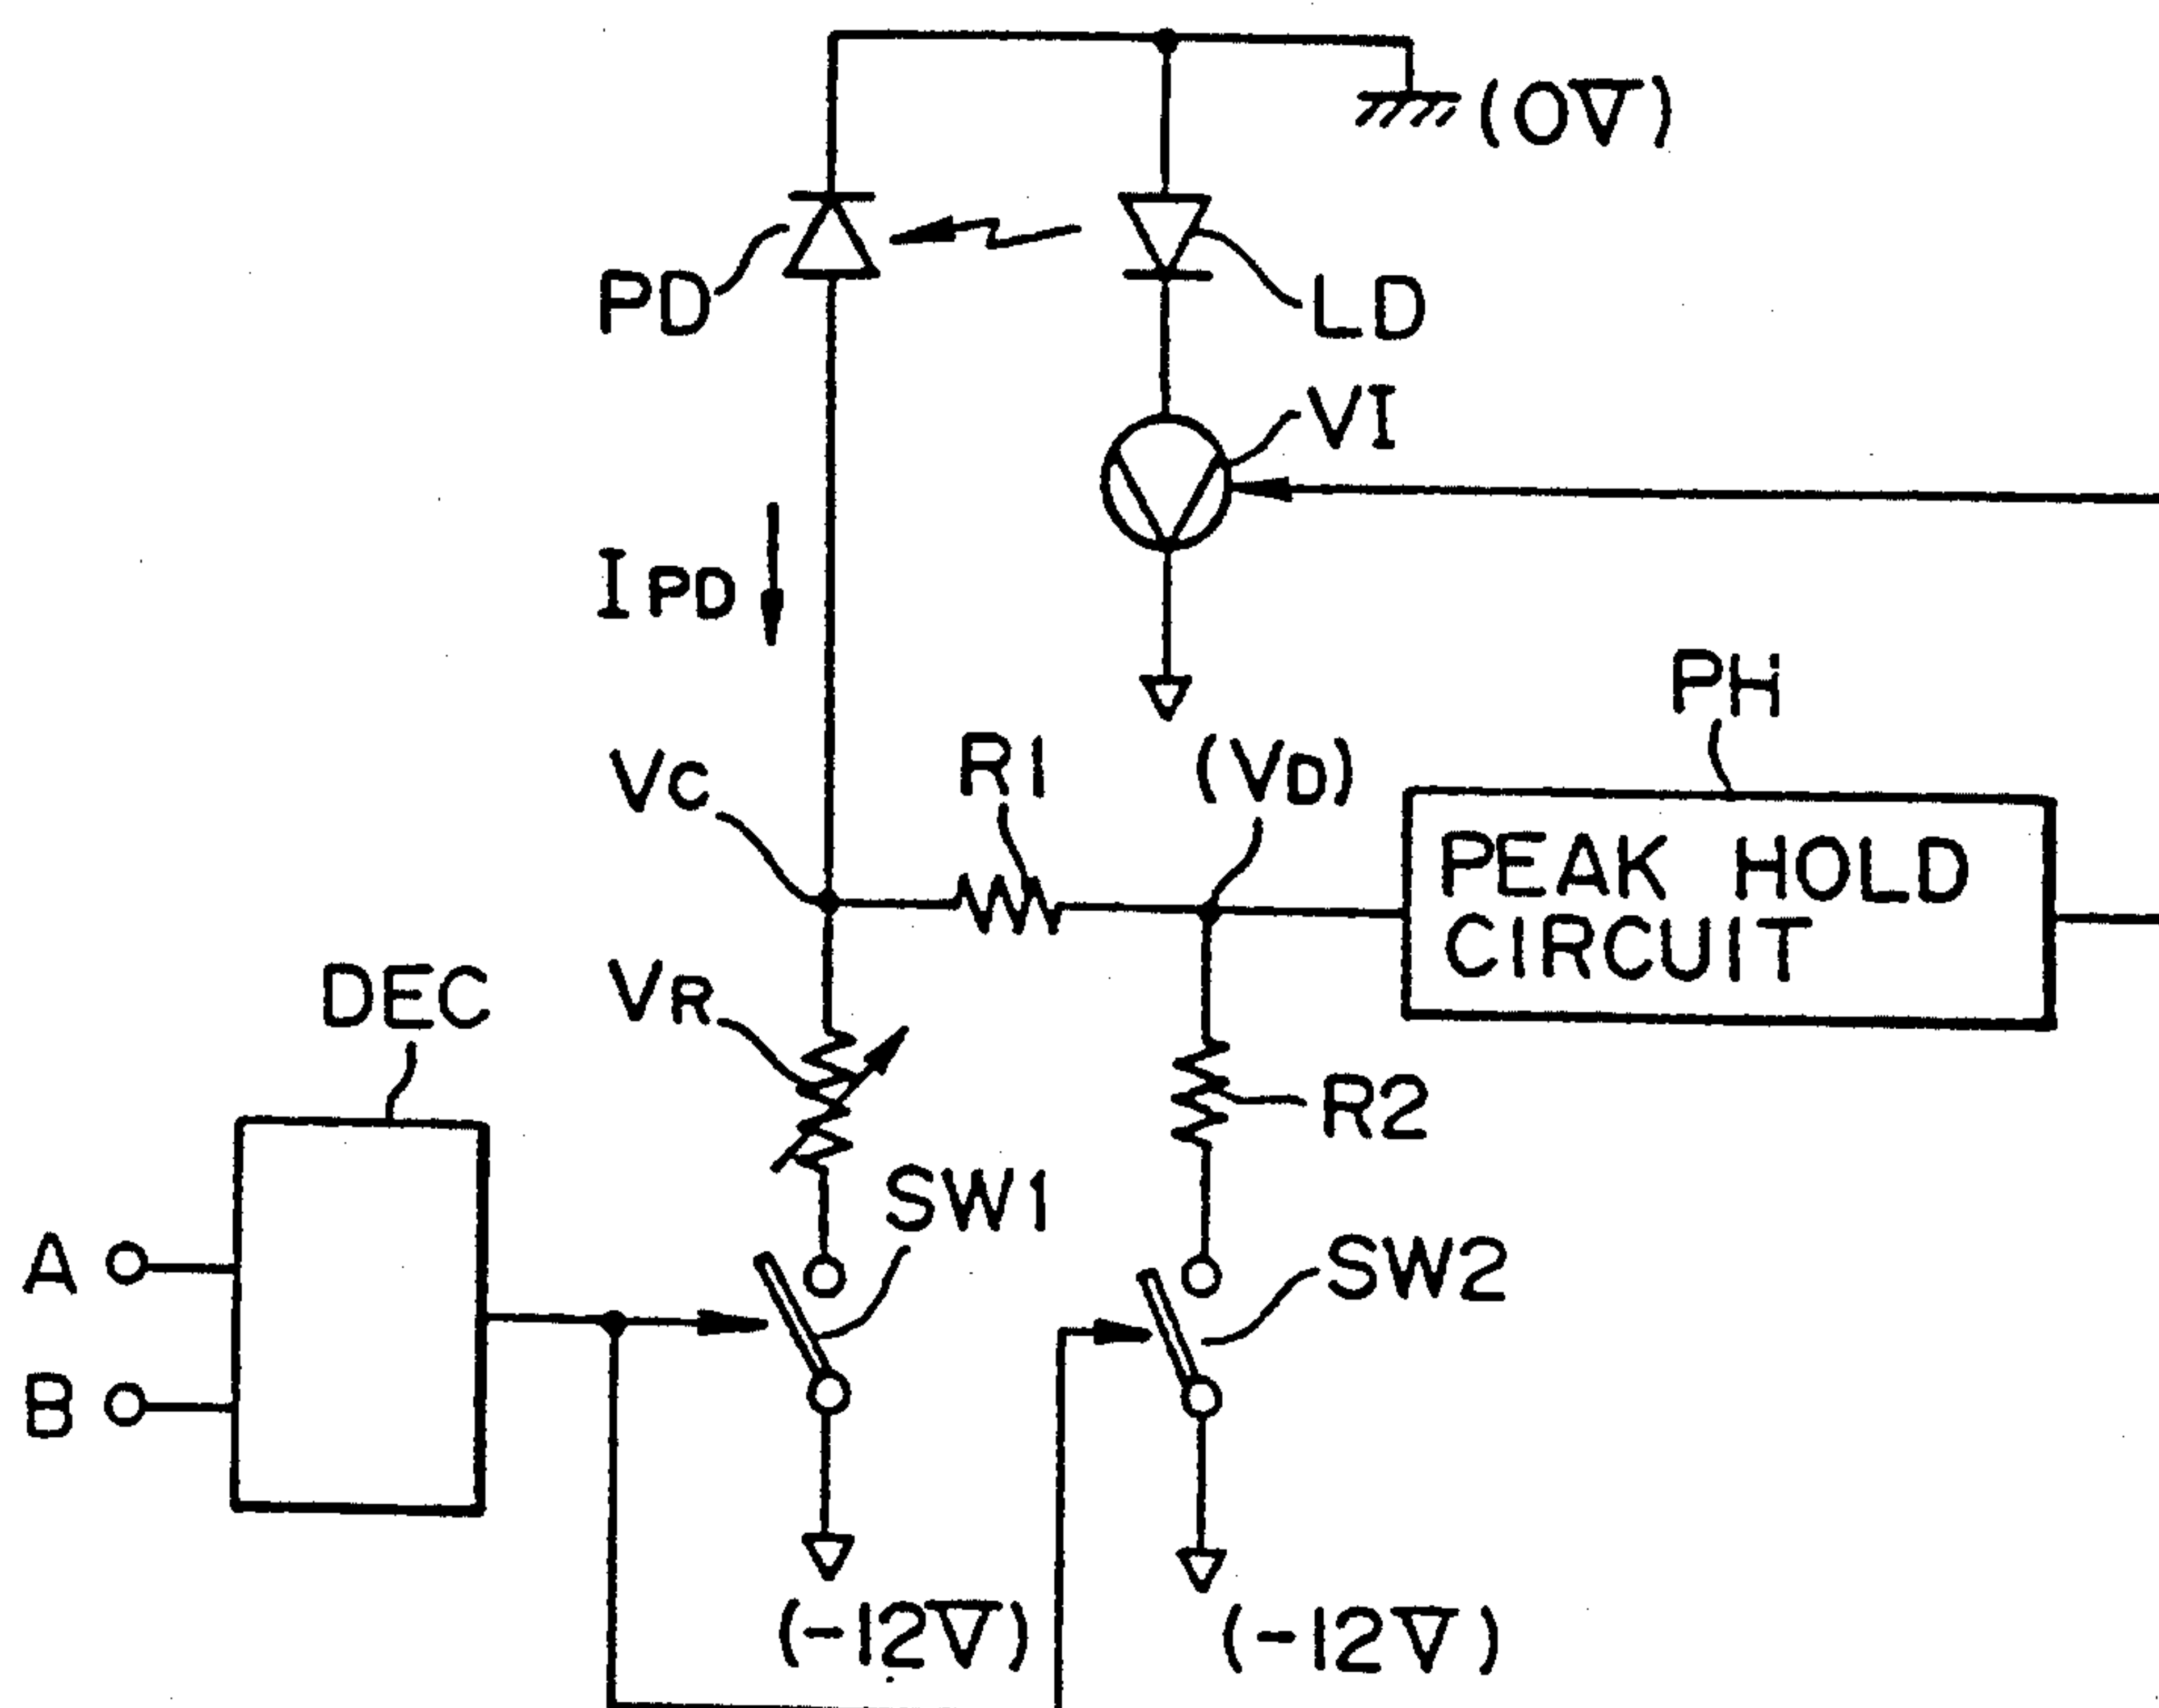 (0V)
PD
LD
VI
IPD
PH
VC
R1
(VD)
PEAK HOLD
CIRCUIT
DEC
VR
R2
SW1
A
SW2
B
(-12V)
(-12V)